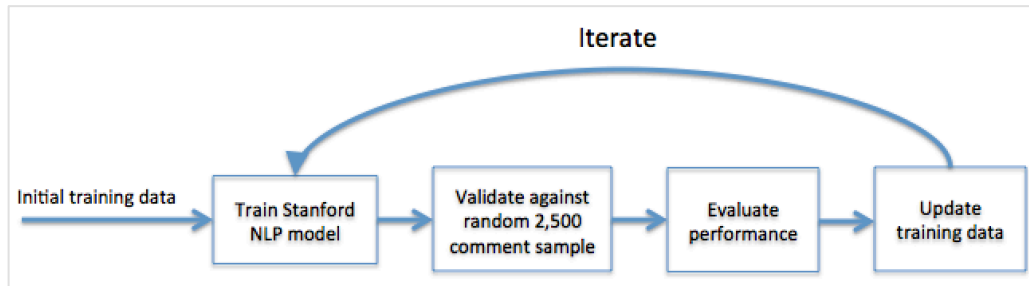 Iterate
Initial training data
Train Stanford
NLP model
Validate against
random 2,500
comment sample
Evaluate
performance
Update
training data